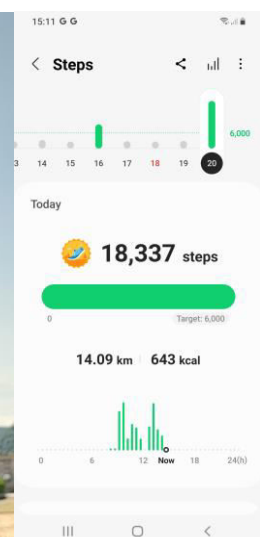 15:11 G G
Steps
6,000
3 14 15 16 17 18 19 20
Today
18,337 steps
0 Target: 6,000
14.09 km 643 kcal
0 6 12 Now 18 24(h)